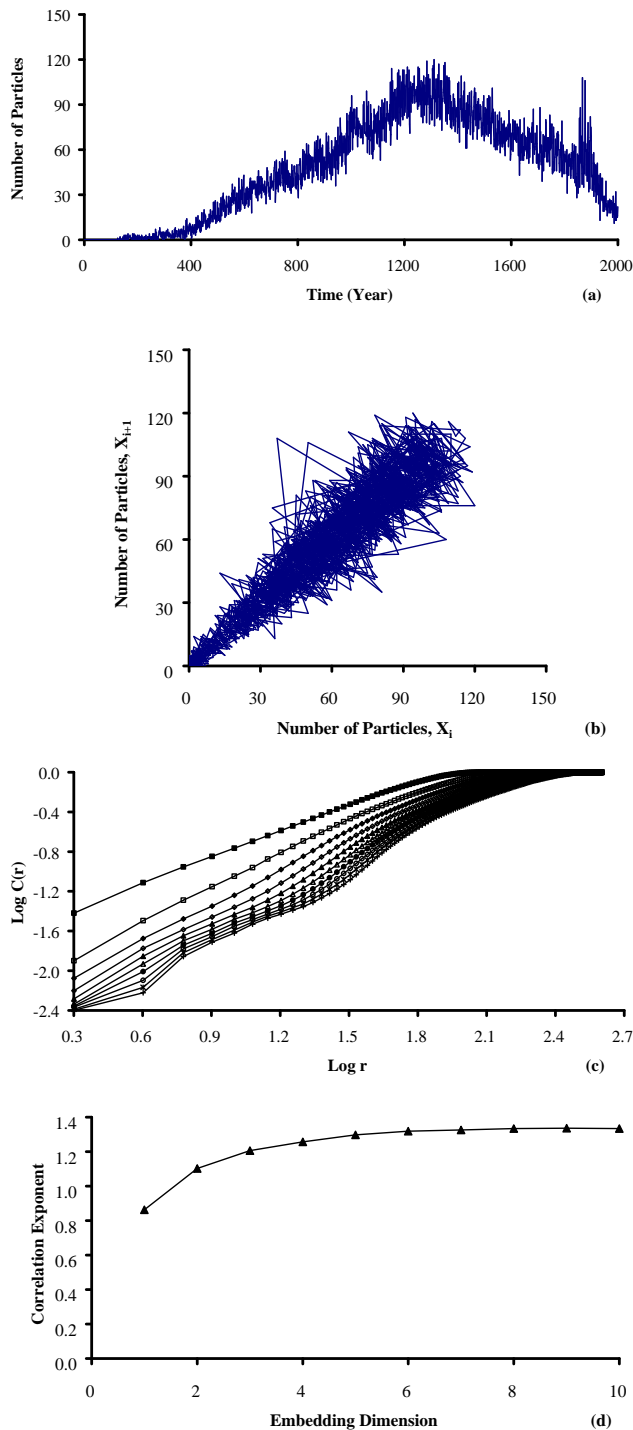 150
120
90
60
30
0
Number of Particles
0 400 800 1200 1600 2000
Time (Year) (a)
150
120
90
60
30
0
Number of Particles, X_{i+1}
0 30 60 90 120 150
Number of Particles, X_i (b)
0.0
-0.4
-0.8
-1.2
-1.6
-2.0
-2.4
Log C(r)
0.3 0.6 0.9 1.2 1.5 1.8 2.1 2.4 2.7
Log r (c)
1.4
1.2
1.0
0.8
0.6
0.4
0.2
0.0
Correlation Exponent
0 2 4 6 8 10
Embedding Dimension (d)